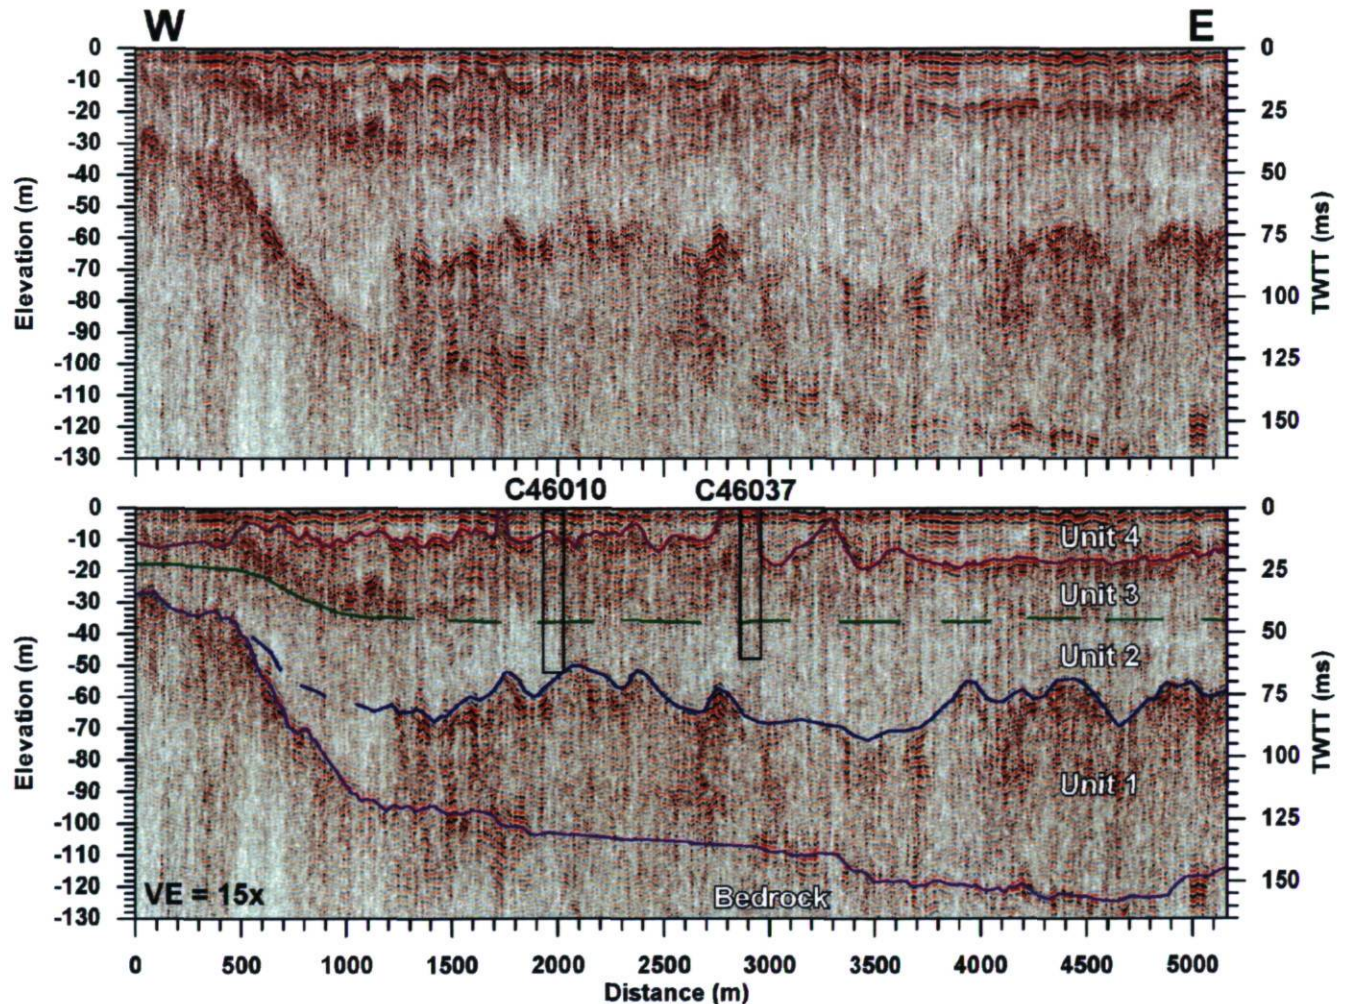 W E
0 0
-10
-20 25
-30
-40 50
-50
-60 75
-70
-80 100
-90
-100 125
-110
-120 150
-130
Elevation (m)
TWTT (ms)
C46010 C46037
0 0
-10 Unit 4
-20 25
-30 Unit 3
-40
-50 50
Unit 2
-60 75
-70
-80 100
-90 Unit 1
-100 125
-110
-120 150
VE = 15x Bedrock
-130
Elevation (m)
TWTT (ms)
0 500 1000 1500 2000 2500 3000 3500 4000 4500 5000
Distance (m)